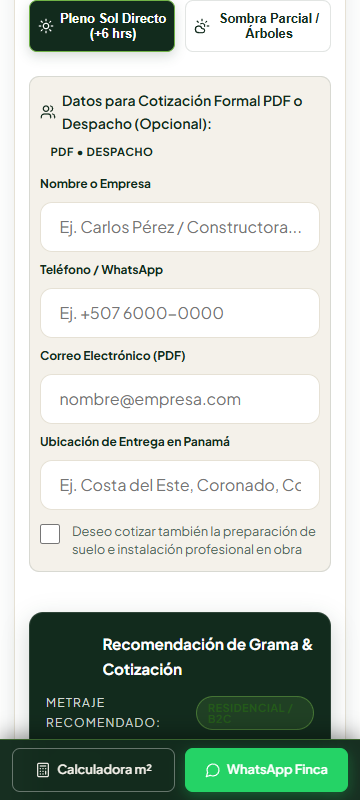 Pleno Sol Directo
(+6 hrs)
Sombra Parcial /
Árboles
Datos para Cotización Formal PDF o
Despacho (Opcional):
PDF • DESPACHO
Nombre o Empresa
Ej. Carlos Pérez / Constructora...
Teléfono / WhatsApp
Ej. +507 6000-0000
Correo Electrónico (PDF)
nombre@empresa.com
Ubicación de Entrega en Panamá
Ej. Costa del Este, Coronado, Co
Deseo cotizar también la preparación de
suelo e instalación profesional en obra
Recomendación de Grama &
Cotización
METRAJE
RECOMENDADO:
RESIDENCIAL /
B2C
Calculadora m²
WhatsApp Finca